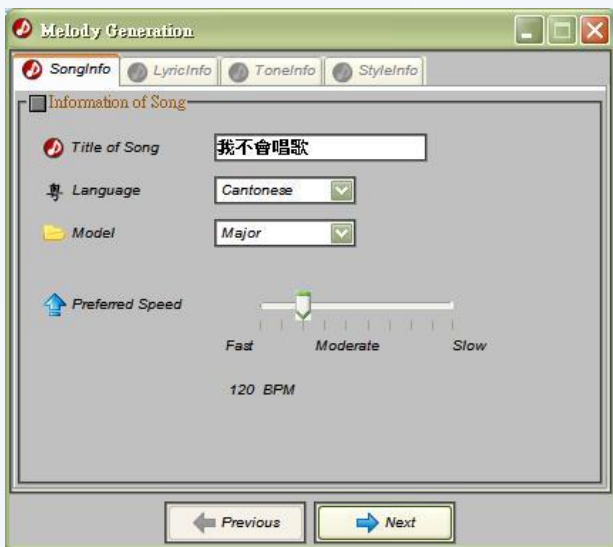 Melody Generation
SongInfo LyricInfo ToneInfo StyleInfo
Information of Song
Title of Song 我不會唱歌
粵 Language Cantonese
Model Major
Preferred Speed
Fast Moderate Slow
120 BPM
Previous Next